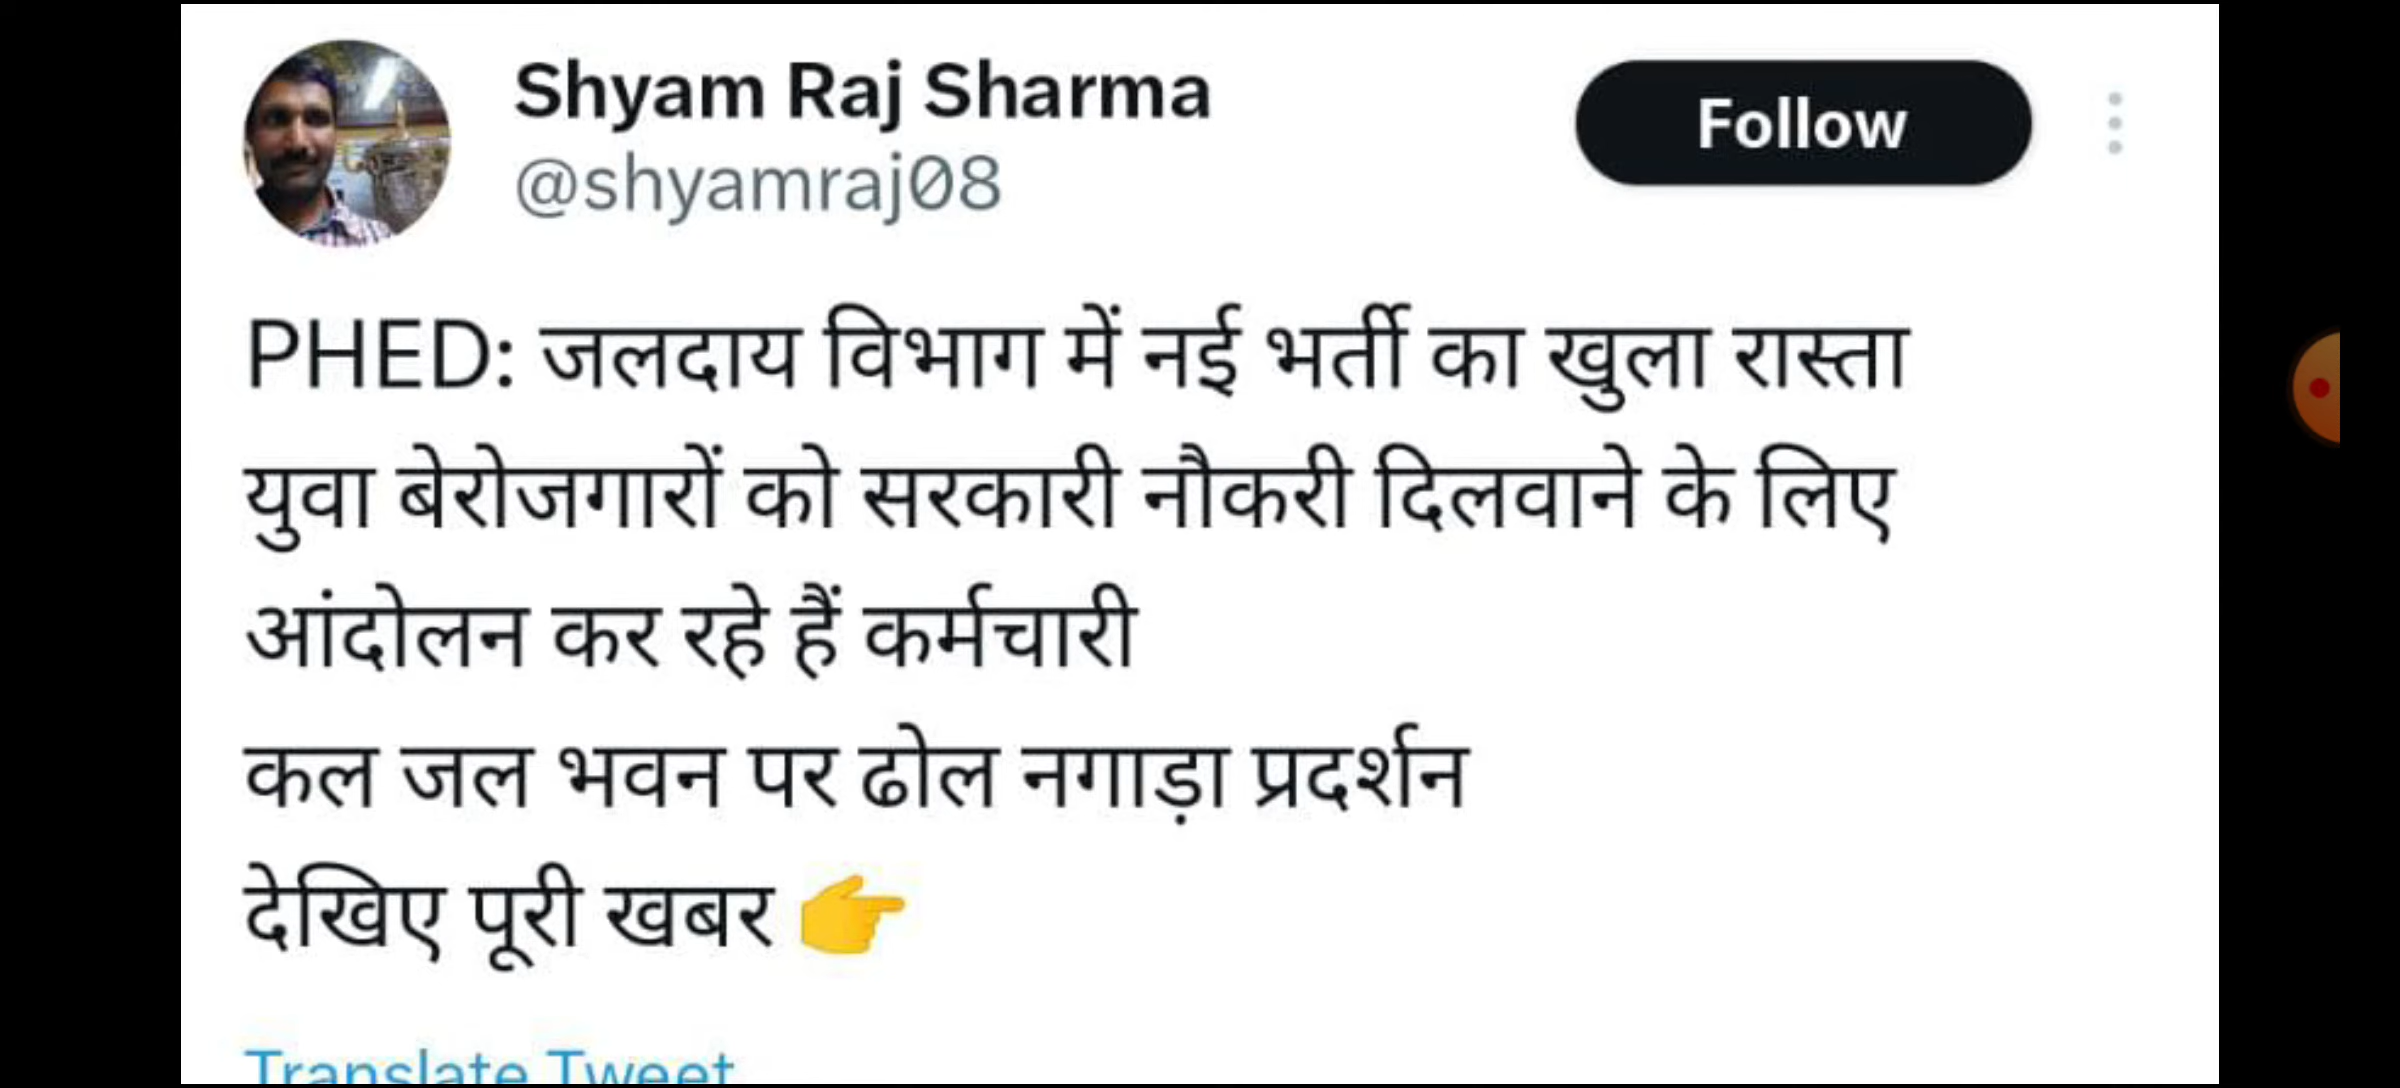 Shyam Raj Sharma
@shyamraj08
Follow
PHED: जलदाय विभाग में नई भर्ती का खुला रास्ता
युवा बेरोजगारों को सरकारी नौकरी दिलवाने के लिए
आंदोलन कर रहे हैं कर्मचारी
कल जल भवन पर ढोल नगाड़ा प्रदर्शन
देखिए पूरी खबर 👉
Translate Tweet